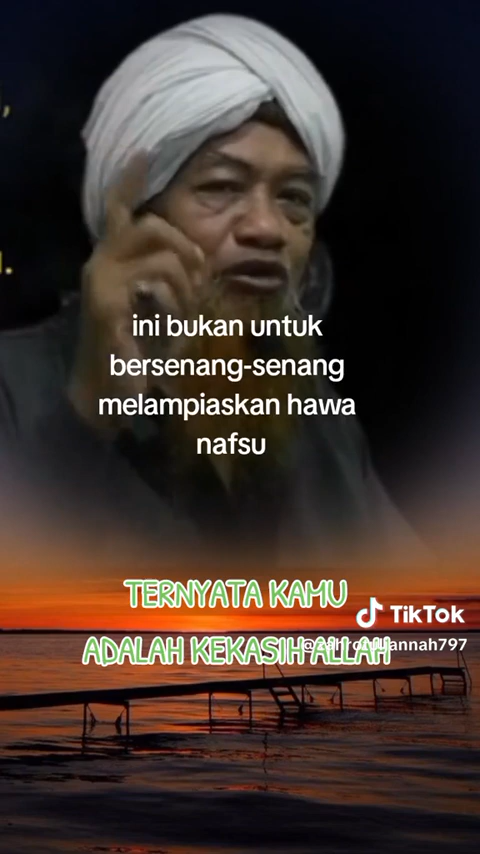 ini bukan untuk
bersenang-senang
melampiaskan hawa
nafsu
TERNYATA KAMU
TikTok
ADALAH KEKASIH ALLAH